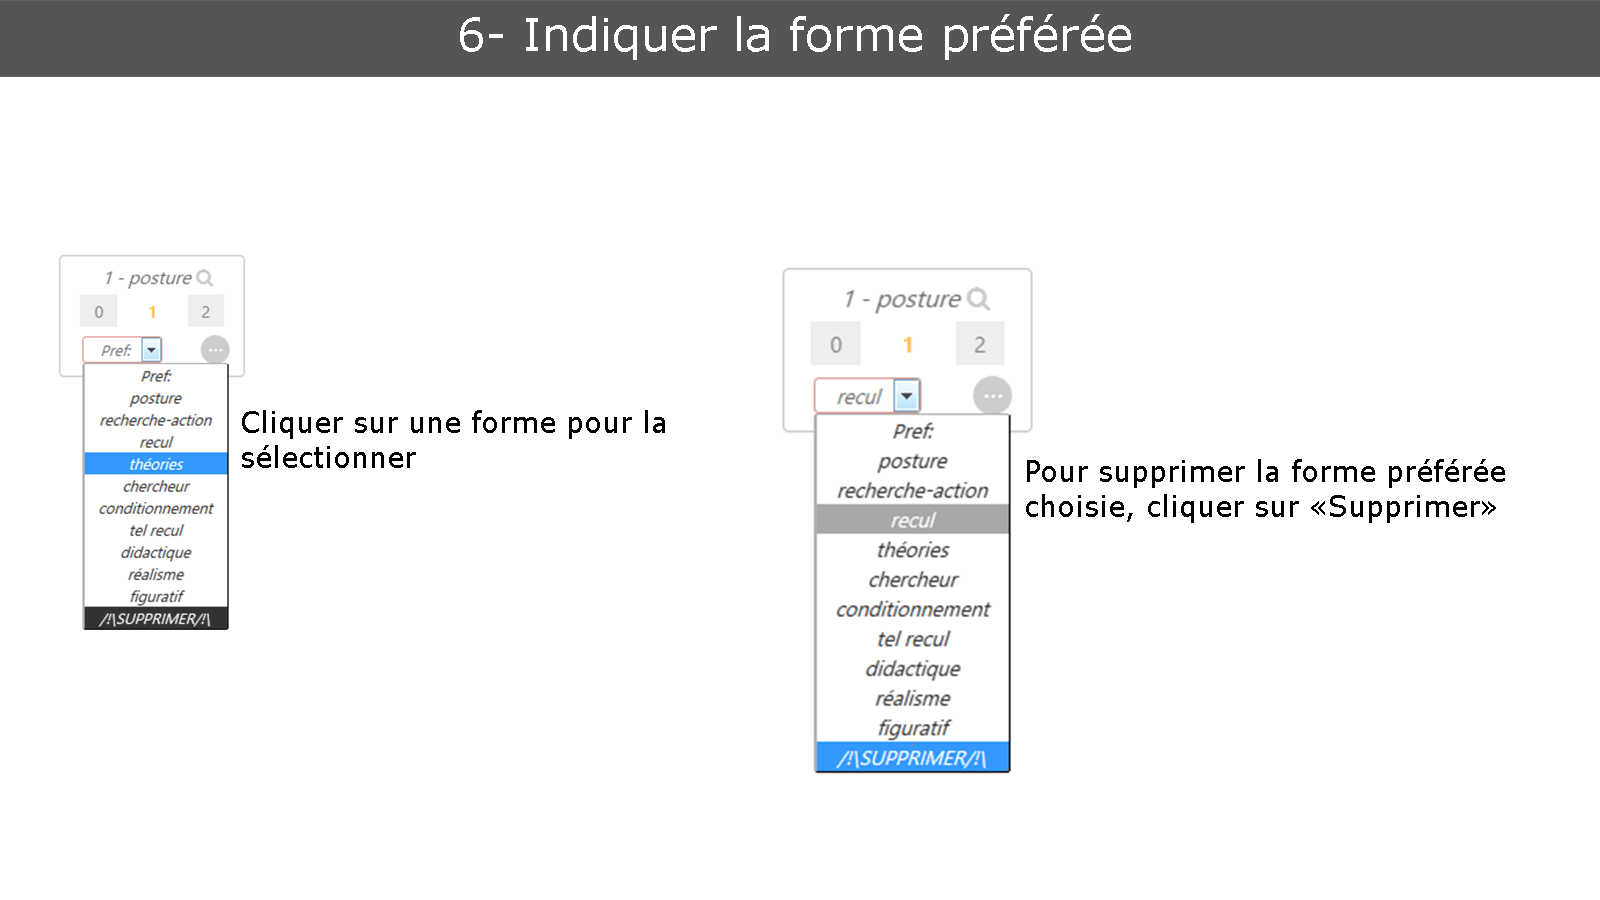 6- Indiquer la forme préférée
1 - posture
0 1 2
Pref:
Pref:
posture
recherche-action
recul
théories
chercheur
conditionnement
tel recul
didactique
réalisme
figuratif
/!\SUPPRIMER/!\
Cliquer sur une forme pour la
sélectionner
1 - posture
0 1 2
recul
Pref:
posture
recherche-action
recul
théories
chercheur
conditionnement
tel recul
didactique
réalisme
figuratif
/!\SUPPRIMER/!\
Pour supprimer la forme préférée
choisie, cliquer sur «Supprimer»